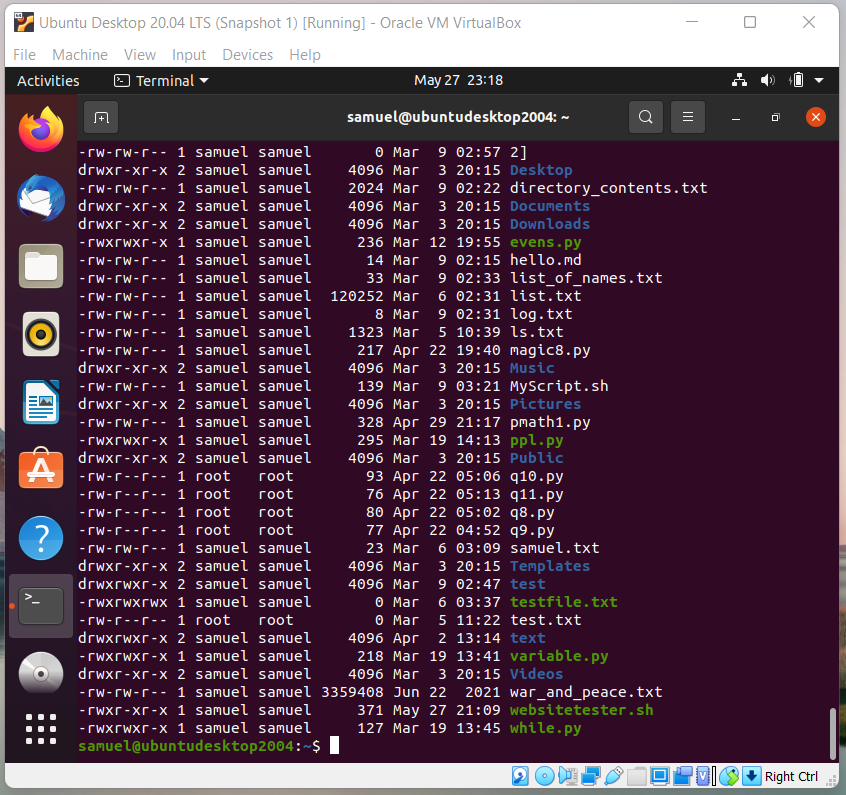 Ubuntu Desktop 20.04 LTS (Snapshot 1) [Running] - Oracle VM VirtualBox
File Machine View Input Devices Help
Activities Terminal May 27 23:18
samuel@ubuntudesktop2004: ~
-rw-rw-r-- 1 samuel samuel       0 Mar  9 02:57 2]
drwxr-xr-x 2 samuel samuel    4096 Mar  3 20:15 Desktop
-rw-rw-r-- 1 samuel samuel    2024 Mar  9 02:22 directory_contents.txt
drwxr-xr-x 2 samuel samuel    4096 Mar  3 20:15 Documents
drwxr-xr-x 2 samuel samuel    4096 Mar  3 20:15 Downloads
-rwxrwxr-x 1 samuel samuel     236 Mar 12 19:55 evens.py
-rw-rw-r-- 1 samuel samuel      14 Mar  9 02:15 hello.md
-rw-rw-r-- 1 samuel samuel      33 Mar  9 02:33 list_of_names.txt
-rw-rw-r-- 1 samuel samuel  120252 Mar  6 02:31 list.txt
-rw-rw-r-- 1 samuel samuel       8 Mar  9 02:31 log.txt
-rw-rw-r-- 1 samuel samuel    1323 Mar  5 10:39 ls.txt
-rw-rw-r-- 1 samuel samuel     217 Apr 22 19:40 magic8.py
drwxr-xr-x 2 samuel samuel    4096 Mar  3 20:15 Music
-rw-rw-r-- 1 samuel samuel     139 Mar  9 03:21 MyScript.sh
drwxr-xr-x 2 samuel samuel    4096 Mar  3 20:15 Pictures
-rw-rw-r-- 1 samuel samuel     328 Apr 29 21:17 pmath1.py
-rwxrwxr-x 1 samuel samuel     295 Mar 19 14:13 ppl.py
drwxr-xr-x 2 samuel samuel    4096 Mar  3 20:15 Public
-rw-r--r-- 1 root   root        93 Apr 22 05:06 q10.py
-rw-r--r-- 1 root   root        76 Apr 22 05:13 q11.py
-rw-r--r-- 1 root   root        80 Apr 22 05:02 q8.py
-rw-r--r-- 1 root   root        77 Apr 22 04:52 q9.py
-rw-rw-r-- 1 samuel samuel      23 Mar  6 03:09 samuel.txt
drwxr-xr-x 2 samuel samuel    4096 Mar  3 20:15 Templates
drwxrwxr-x 2 samuel samuel    4096 Mar  9 02:47 test
-rwxrwxrwx 1 samuel samuel       0 Mar  6 03:37 testfile.txt
-rw-r--r-- 1 root   root         0 Mar  5 11:22 test.txt
drwxrwxr-x 2 samuel samuel    4096 Apr  2 13:14 text
-rwxrwxr-x 1 samuel samuel     218 Mar 19 13:41 variable.py
drwxr-xr-x 2 samuel samuel    4096 Mar  3 20:15 Videos
-rw-rw-r-- 1 samuel samuel 3359408 Jun 22  2021 war_and_peace.txt
-rwxrwxr-x 1 samuel samuel     371 May 27 21:09 websitetester.sh
-rwxrwxr-x 1 samuel samuel     127 Mar 19 13:45 while.py
samuel@ubuntudesktop2004:~$
Right Ctrl